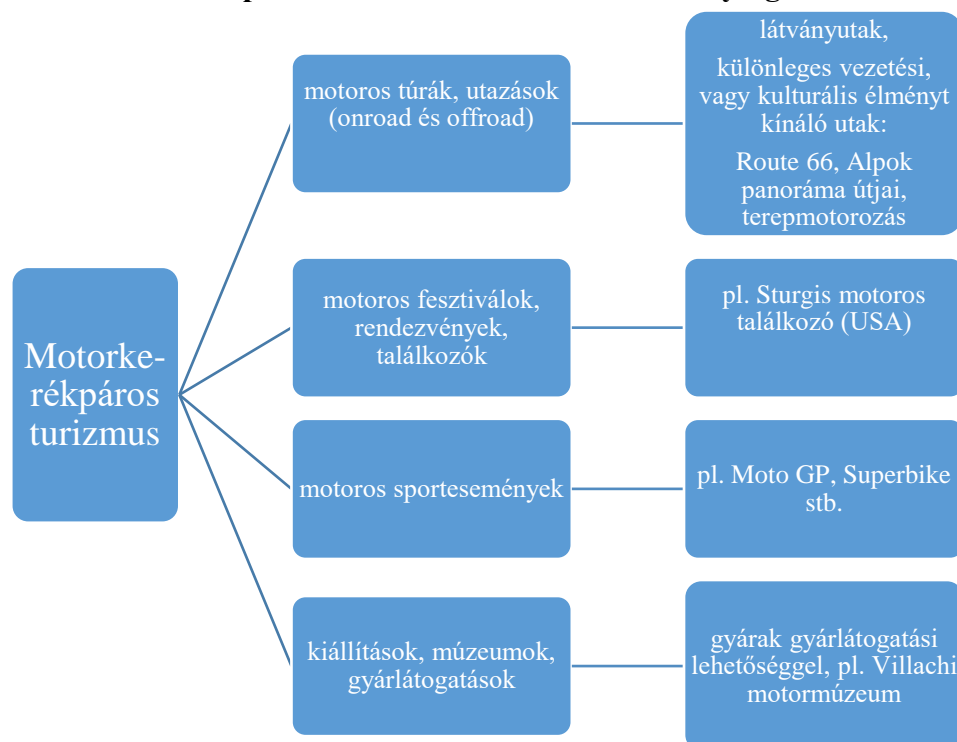 Motorke-
rékpáros
turizmus
motoros túrák, utazások
(onroad és offroad)
látványutak,
különleges vezetési,
vagy kulturális élményt
kínáló utak:
Route 66, Alpok
panoráma útjai,
terepmotorozás
motoros fesztiválok,
rendezvények,
találkozók
pl. Sturgis motoros
találkozó (USA)
motoros sportesemények
pl. Moto GP, Superbike
stb.
kiállítások, múzeumok,
gyárlátogatások
gyárak gyárlátogatási
lehetőséggel, pl. Villachi
motormúzeum